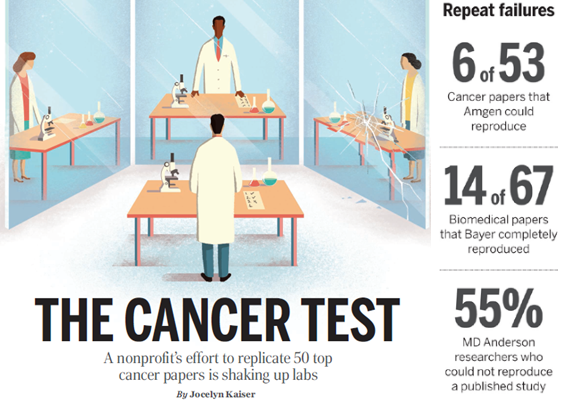 THE CANCER TEST
A nonprofit's effort to replicate 50 top
cancer papers is shaking up labs
By Jocelyn Kaiser
Repeat failures
6 of 53
Cancer papers that
Amgen could
reproduce
14 of 67
Biomedical papers
that Bayer completely
reproduced
55%
MD Anderson
researchers who
could not reproduce
a published study